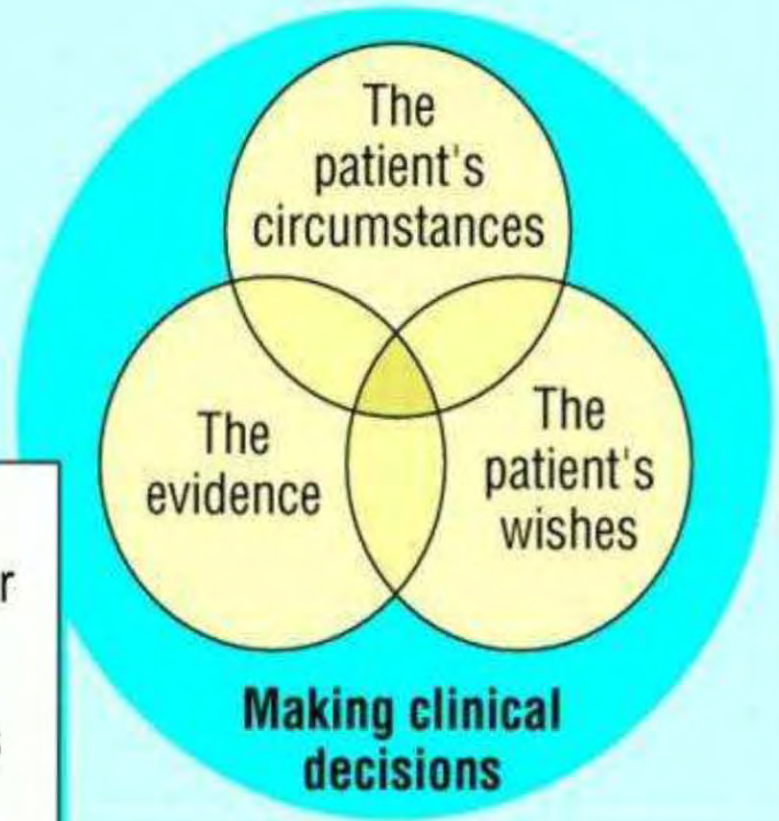 The
patient's
circumstances
The
evidence
The
patient's
wishes
Making clinical
decisions